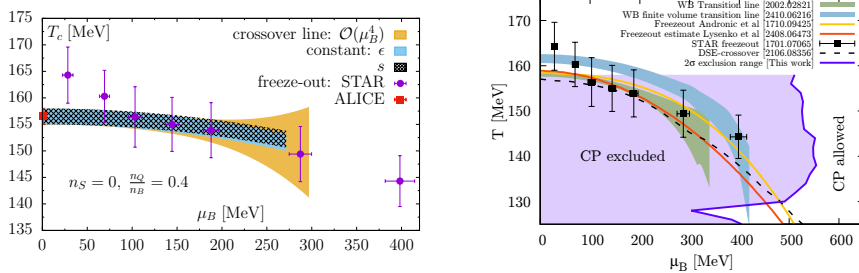 175
170
165
160
155
150
145
140
135
T_c [MeV]
crossover line: 𝒪(μ_B^4)
constant: ϵ
s
freeze-out: STAR
ALICE
n_S = 0, n_Q/n_B = 0.4
μ_B [MeV]
0 50 100 150 200 250 300 350 400
T [MeV]
170
160
150
140
130
WB Transition line [2002.02821]
WB finite volume transition line [2410.06216]
Freezeout Andronic et al [1710.09425]
Freezeout estimate Lysenko et al [2408.06473]
STAR freezeout [1701.07065]
DSE-crossover [2106.08356]
2σ exclusion range [This work]
CP excluded
CP allowed
0 100 200 300 400 500 600
μ_B [MeV]